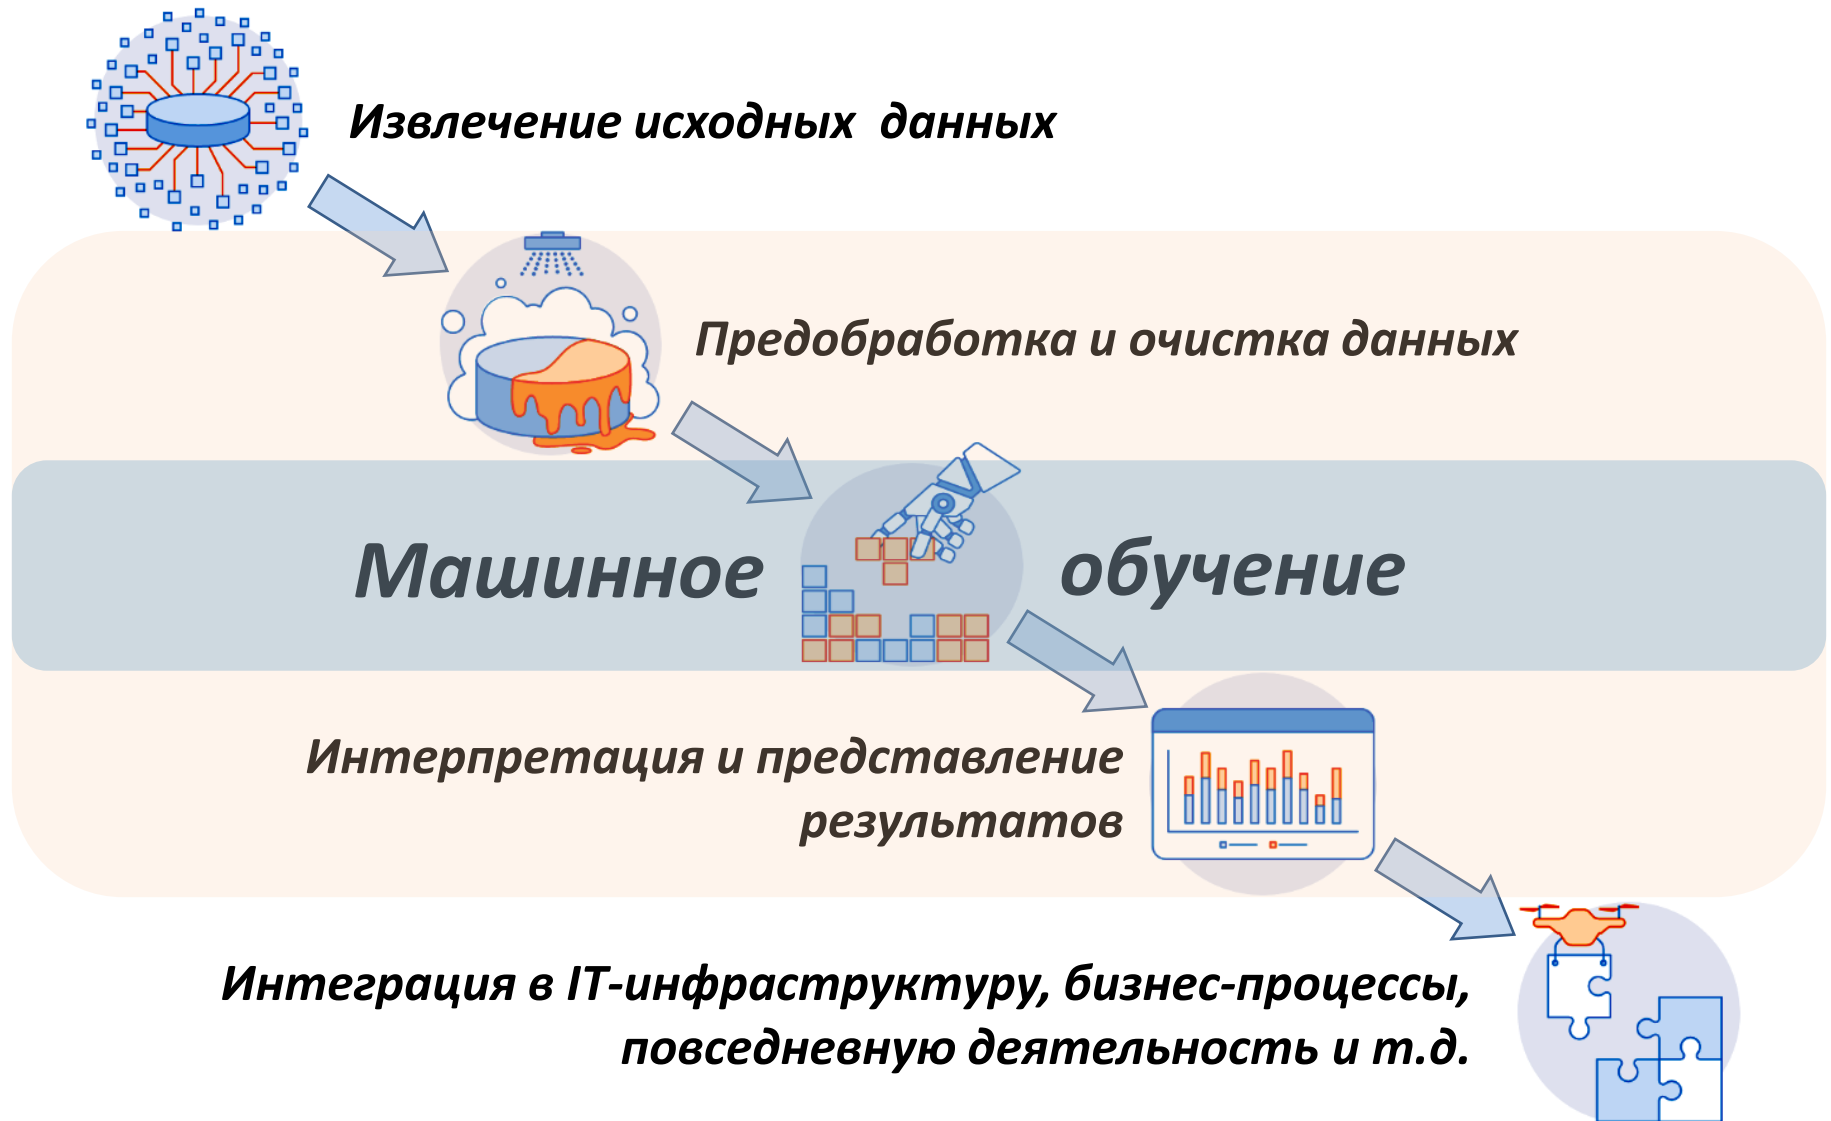 Извлечение исходных данных
Предобработка и очистка данных
Машинное обучение
Интерпретация и представление
результатов
Интеграция в IT-инфраструктуру, бизнес-процессы,
повседневную деятельность и т.д.